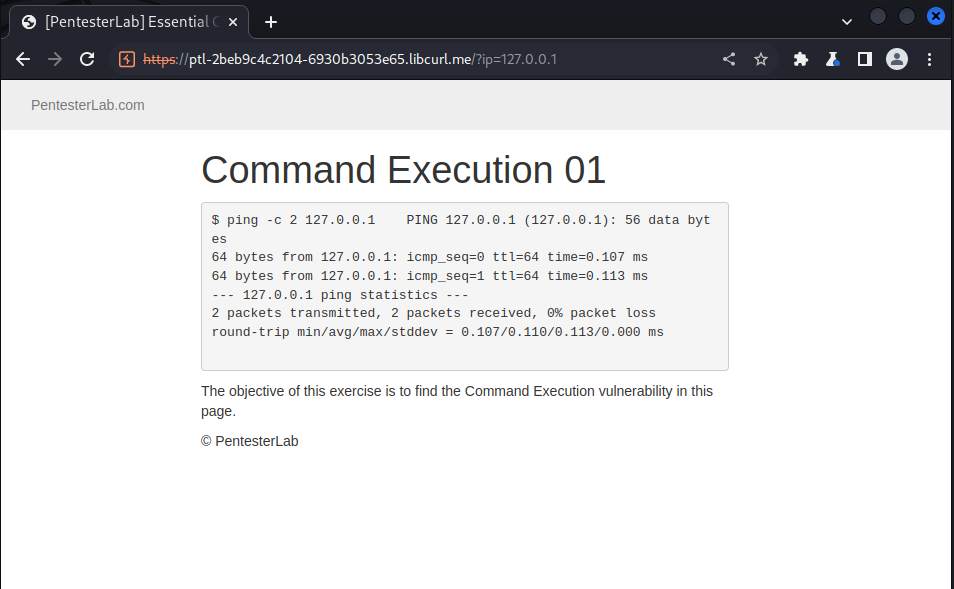 [PentesterLab] Essential
https://ptl-2beb9c4c2104-6930b3053e65.libcurl.me/?ip=127.0.0.1
PentesterLab.com
Command Execution 01
$ ping -c 2 127.0.0.1    PING 127.0.0.1 (127.0.0.1): 56 data byt
es
64 bytes from 127.0.0.1: icmp_seq=0 ttl=64 time=0.107 ms
64 bytes from 127.0.0.1: icmp_seq=1 ttl=64 time=0.113 ms
--- 127.0.0.1 ping statistics ---
2 packets transmitted, 2 packets received, 0% packet loss
round-trip min/avg/max/stddev = 0.107/0.110/0.113/0.000 ms
The objective of this exercise is to find the Command Execution vulnerability in this
page.
© PentesterLab